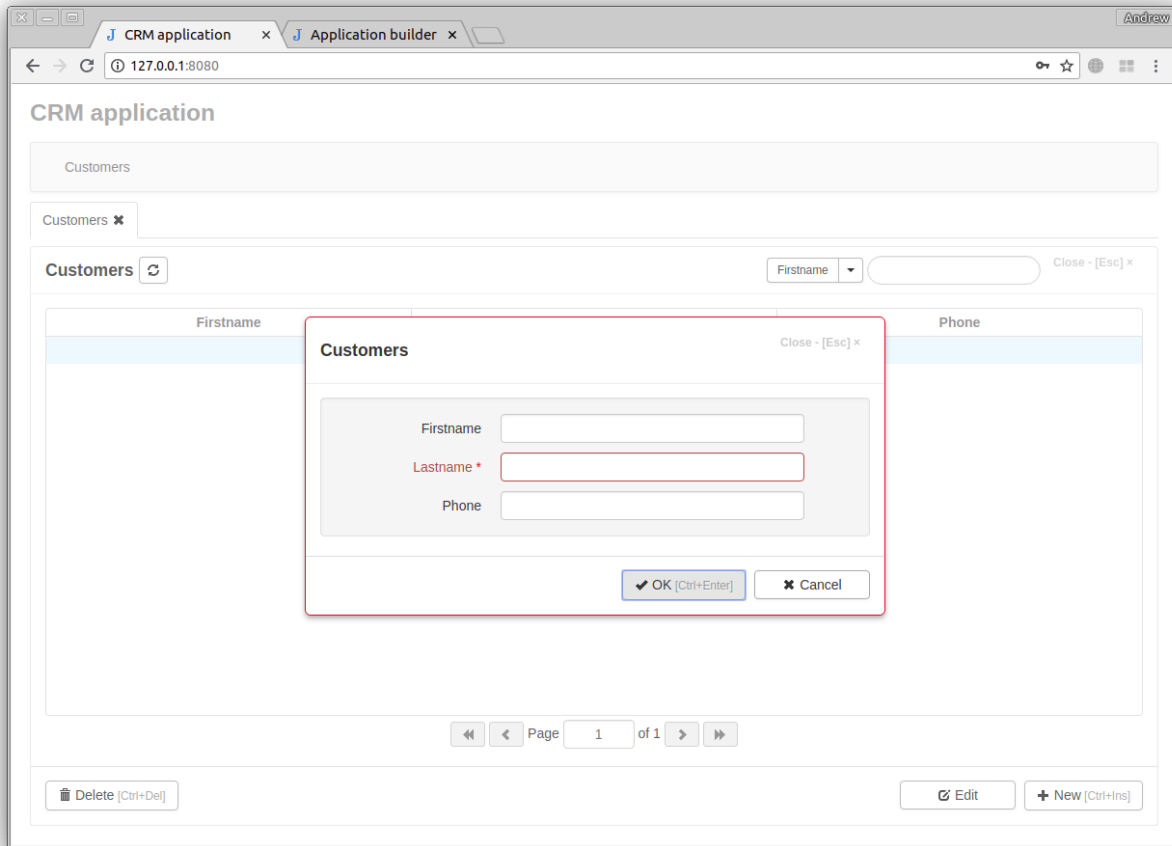 Andrew
CRM application × Application builder ×
127.0.0.1:8080
CRM application
Customers
Customers ✖
Customers Firstname Close - [Esc] ×
Firstname Phone
Customers Close - [Esc] ×
Firstname
Lastname *
Phone
OK [Ctrl+Enter] Cancel
Page 1 of 1
Delete [Ctrl+Del] Edit New [Ctrl+Ins]